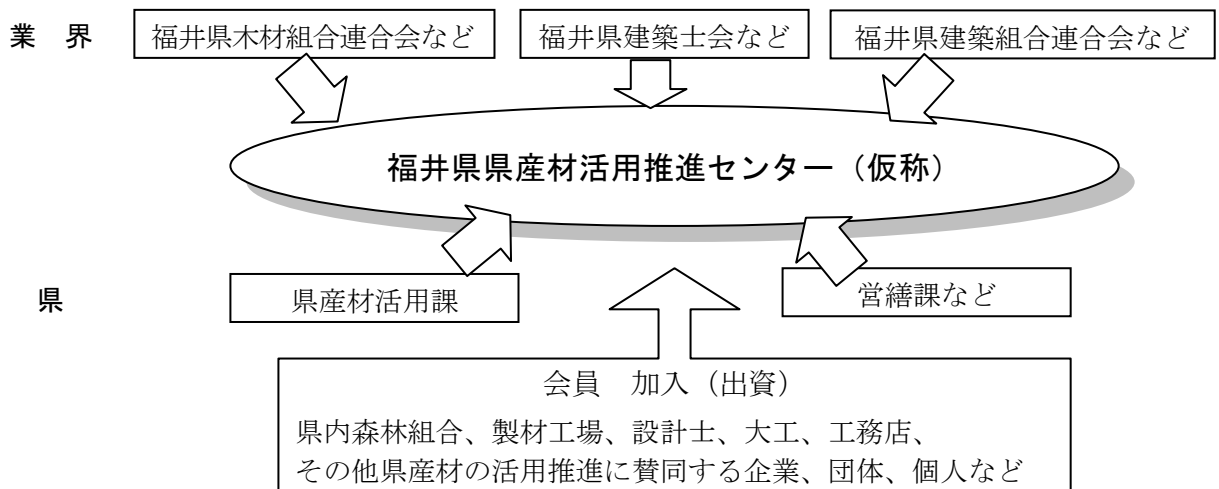 業 界
福井県木材組合連合会など
福井県建築士会など
福井県建築組合連合会など
福井県県産材活用推進センター（仮称）
県
県産材活用課
営繕課など
会員 加入（出資）
県内森林組合、製材工場、設計士、大工、工務店、
その他県産材の活用推進に賛同する企業、団体、個人など